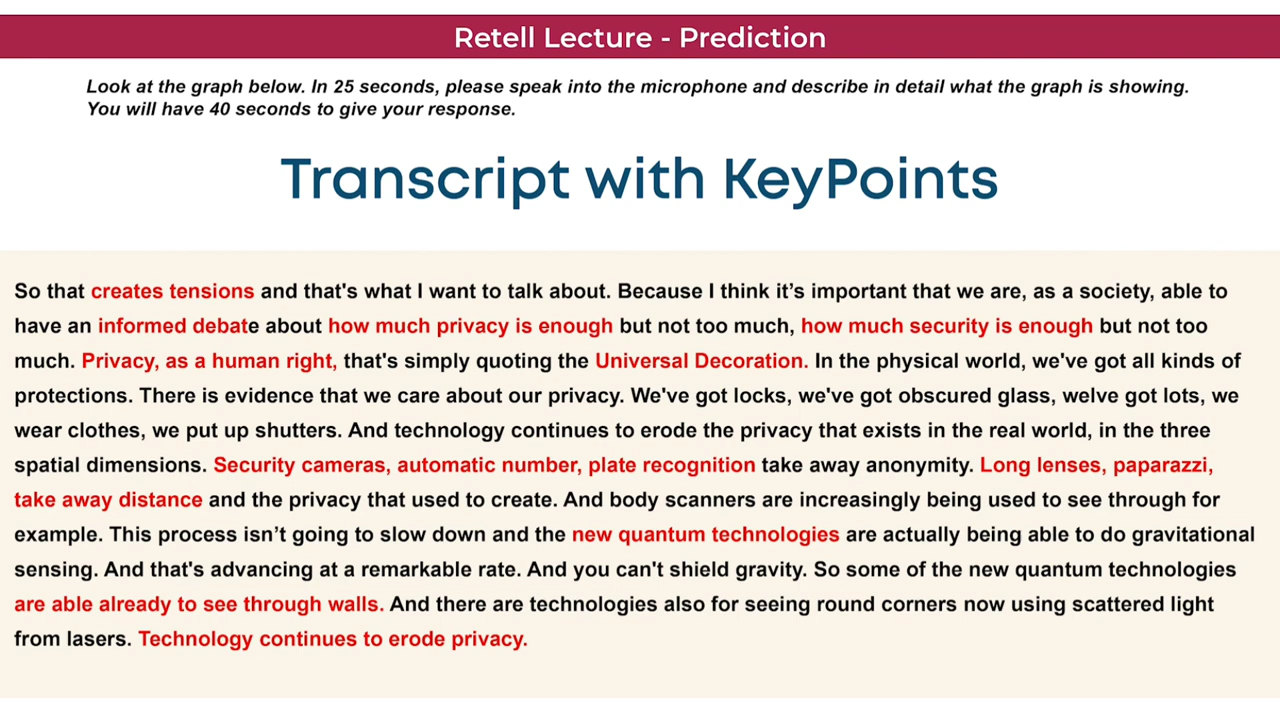 Retell Lecture - Prediction
Look at the graph below. In 25 seconds, please speak into the microphone and describe in detail what the graph is showing.
You will have 40 seconds to give your response.
Transcript with KeyPoints
So that creates tensions and that's what I want to talk about. Because I think it’s important that we are, as a society, able to
have an informed debate about how much privacy is enough but not too much, how much security is enough but not too
much. Privacy, as a human right, that's simply quoting the Universal Decoration. In the physical world, we've got all kinds of
protections. There is evidence that we care about our privacy. We've got locks, we've got obscured glass, welve got lots, we
wear clothes, we put up shutters. And technology continues to erode the privacy that exists in the real world, in the three
spatial dimensions. Security cameras, automatic number, plate recognition take away anonymity. Long lenses, paparazzi,
take away distance and the privacy that used to create. And body scanners are increasingly being used to see through for
example. This process isn’t going to slow down and the new quantum technologies are actually being able to do gravitational
sensing. And that's advancing at a remarkable rate. And you can't shield gravity. So some of the new quantum technologies
are able already to see through walls. And there are technologies also for seeing round corners now using scattered light
from lasers. Technology continues to erode privacy.